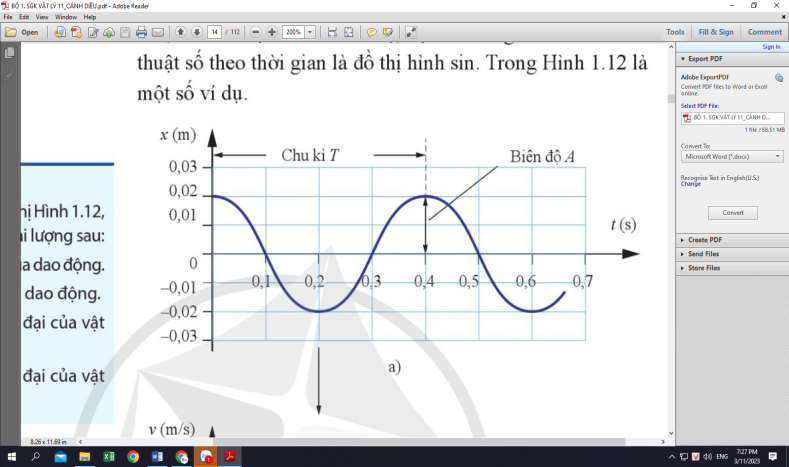 BỘ 1. SGK VẬT LÝ 11_CÁNH DIỀU.pdf - Adobe Reader
File Edit View Window Help
Open 14 / 112 200% Tools Fill & Sign Comment
Sign In
thuật số theo thời gian là đồ thị hình sin. Trong Hình 1.12 là
một số ví dụ.
x (m)
Chu kì T
Biên độ A
0,03
0,02
0,01
0
–0,01
–0,02
–0,03
t (s)
0,1 0,2 0,3 0,4 0,5 0,6 0,7
a)
v (m/s)
ị Hình 1.12,
i lượng sau:
a dao động.
dao động.
đại của vật
đại của vật
Export PDF
Adobe ExportPDF
Convert PDF files to Word or Excel
online.
Select PDF File:
BỘ 1. SGK VẬT LÝ 11_CÁNH D...
1 file / 50.51 MB
Convert To:
Microsoft Word (*.docx)
Recognize Text in English(U.S.)
Change
Convert
Create PDF
Send Files
Store Files
8.26 x 11.69 in
ENG
7:27 PM
3/11/2023